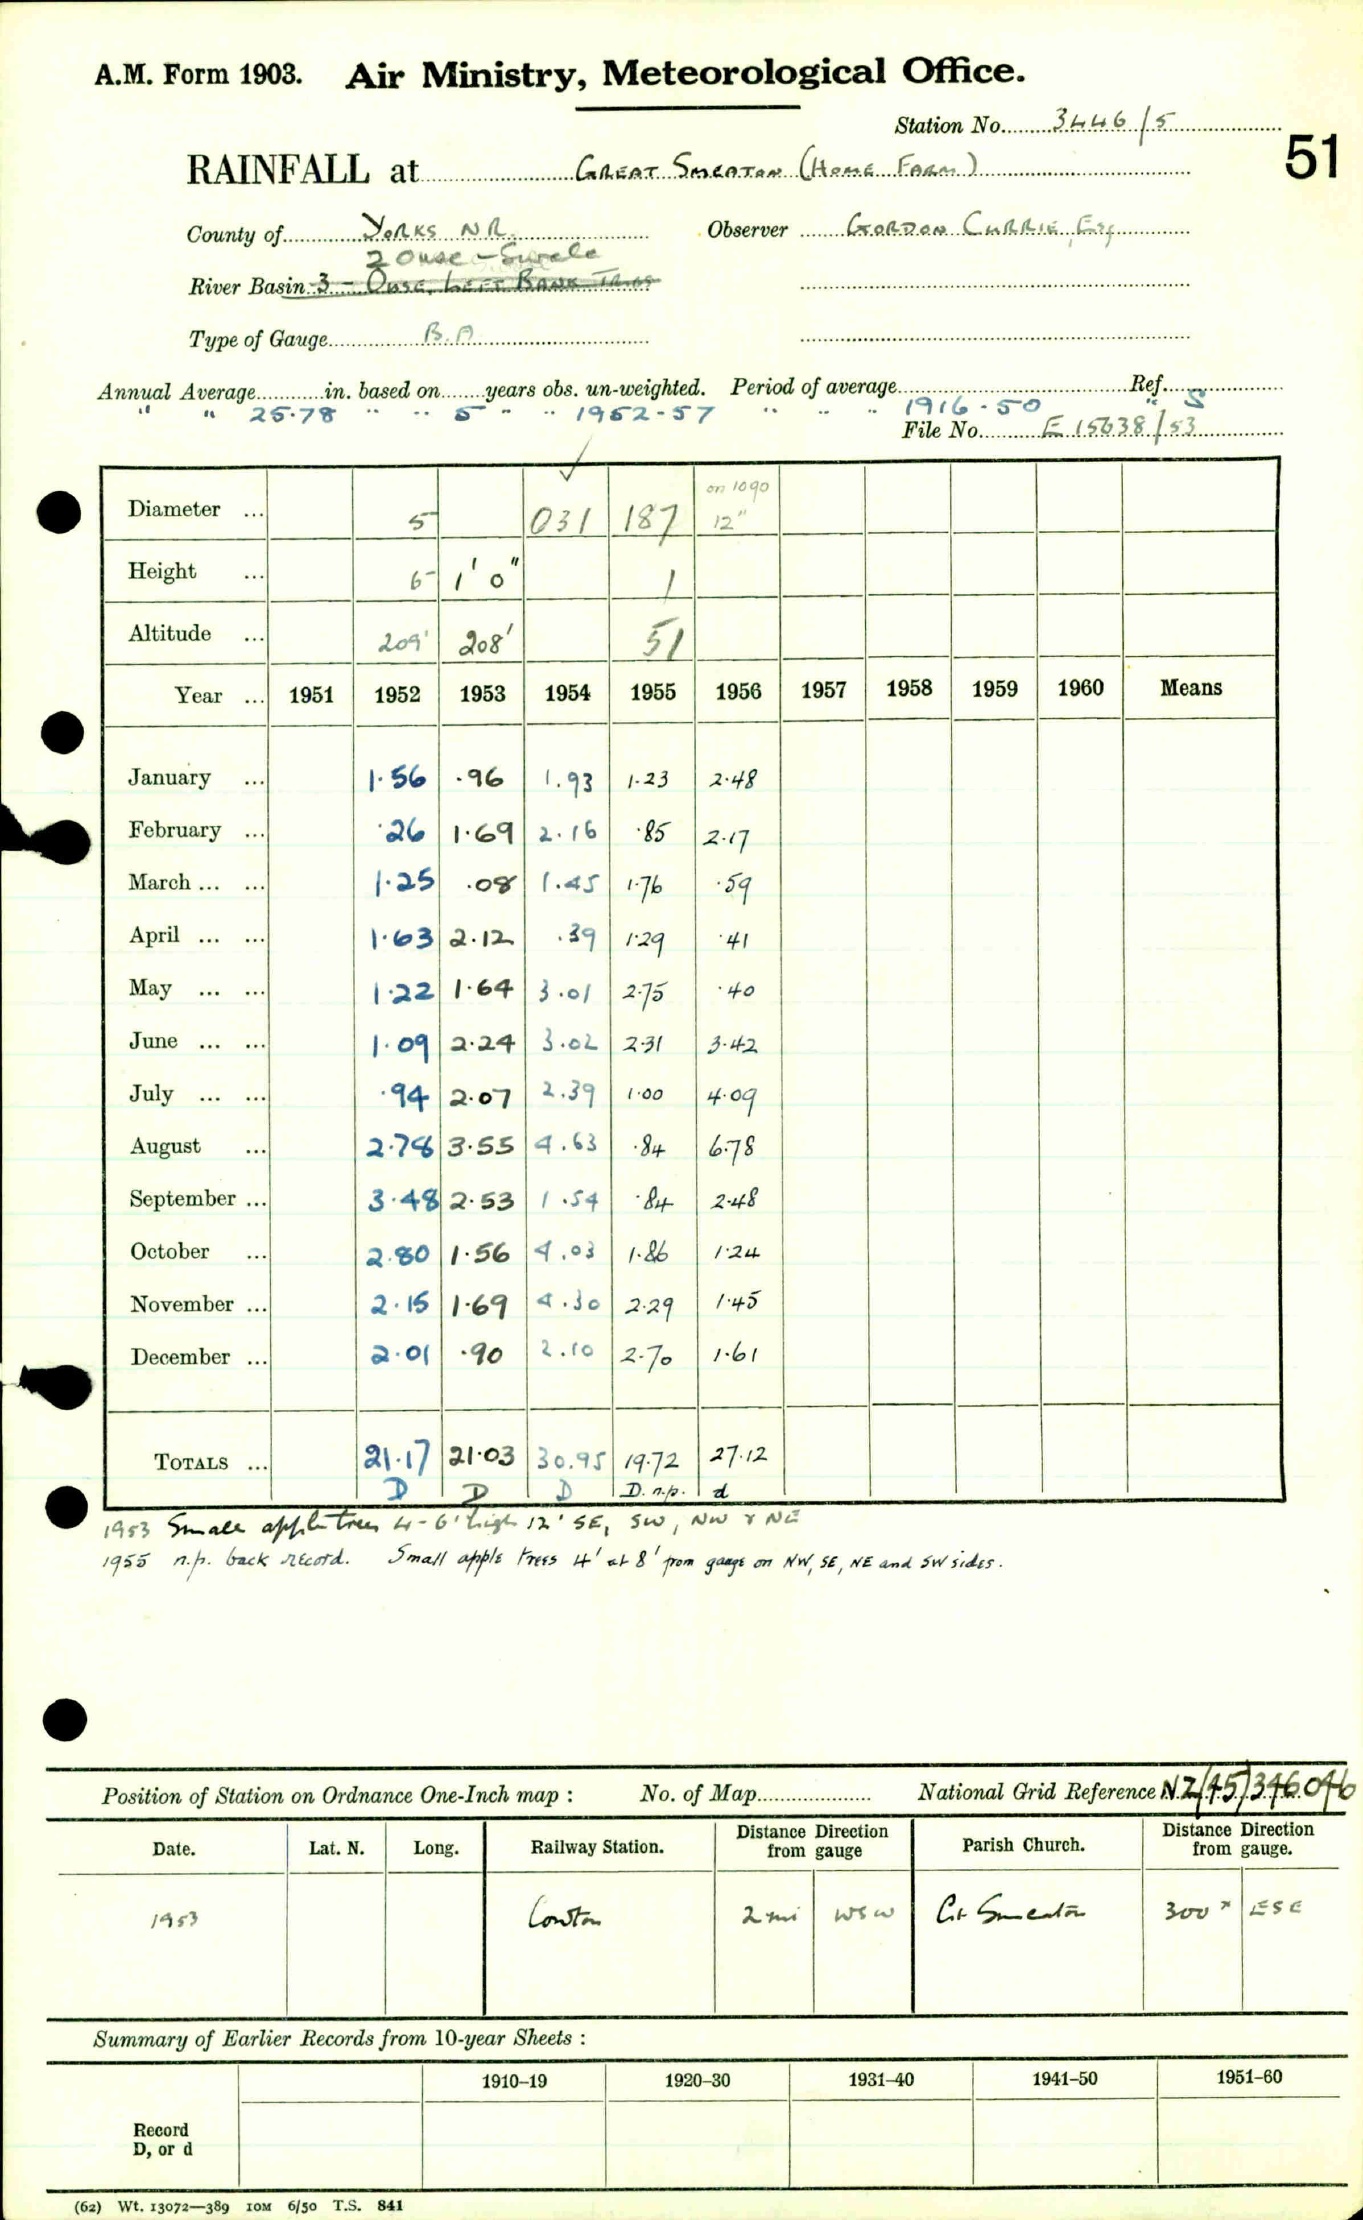 A.M. Form 1903. Air Ministry, Meteorological Office.
Station No. 3446/5
51
RAINFALL at GREAT SMEATON (HOME FARM)
County of YORKS N.R. Observer GORDON CURRIE, Esq
2 Ouse - Swale
River Basin 3 - OUSE, LEFT BANK TRIBS
Type of Gauge B.A
Annual Average in. based on years obs. un-weighted. Period of average Ref.
" " 25.78 " " 5 " " 1952-57 " " " 1916-50 " S
File No. E 15638/53
Diameter ... 5 031 187 on 1090 12"
Height ... 6 1' 0" 1
Altitude ... 209' 208' 51
Year ... 1951 1952 1953 1954 1955 1956 1957 1958 1959 1960 Means
January ... 1.56 .96 1.93 1.23 2.48
February ... .26 1.69 2.16 .85 2.17
March ... ... 1.25 .08 1.45 1.76 .59
April ... ... 1.63 2.12 .39 1.29 .41
May ... ... 1.22 1.64 3.01 2.75 .40
June ... ... 1.09 2.24 3.02 2.31 3.42
July ... ... .94 2.07 2.39 1.00 4.09
August ... 2.78 3.55 4.63 .84 6.78
September ... 3.48 2.53 1.54 .84 2.48
October ... 2.80 1.56 4.03 1.86 1.24
November ... 2.15 1.69 4.30 2.29 1.45
December ... 2.01 .90 2.10 2.70 1.61
TOTALS ... 21.17 21.03 30.95 19.72 27.12
D D D D. n.p. d
1953 Small apple trees 4-6' high 12' SE, SW, NW & NE
1955 n.p. back record. Small apple trees 4' at 8' from gauge on NW, SE, NE and SW sides.
Position of Station on Ordnance One-Inch map : No. of Map National Grid Reference NZ/(45)/346046
Date. Lat. N. Long. Railway Station. Distance Direction from gauge Parish Church. Distance Direction from gauge.
1953 Cowton 2 mi WSW Gt Smeaton 300 x ESE
Summary of Earlier Records from 10-year Sheets :
1910–19 1920–30 1931–40 1941–50 1951–60
Record
D, or d
(62) Wt. 13072—389 10M 6/50 T.S. 841